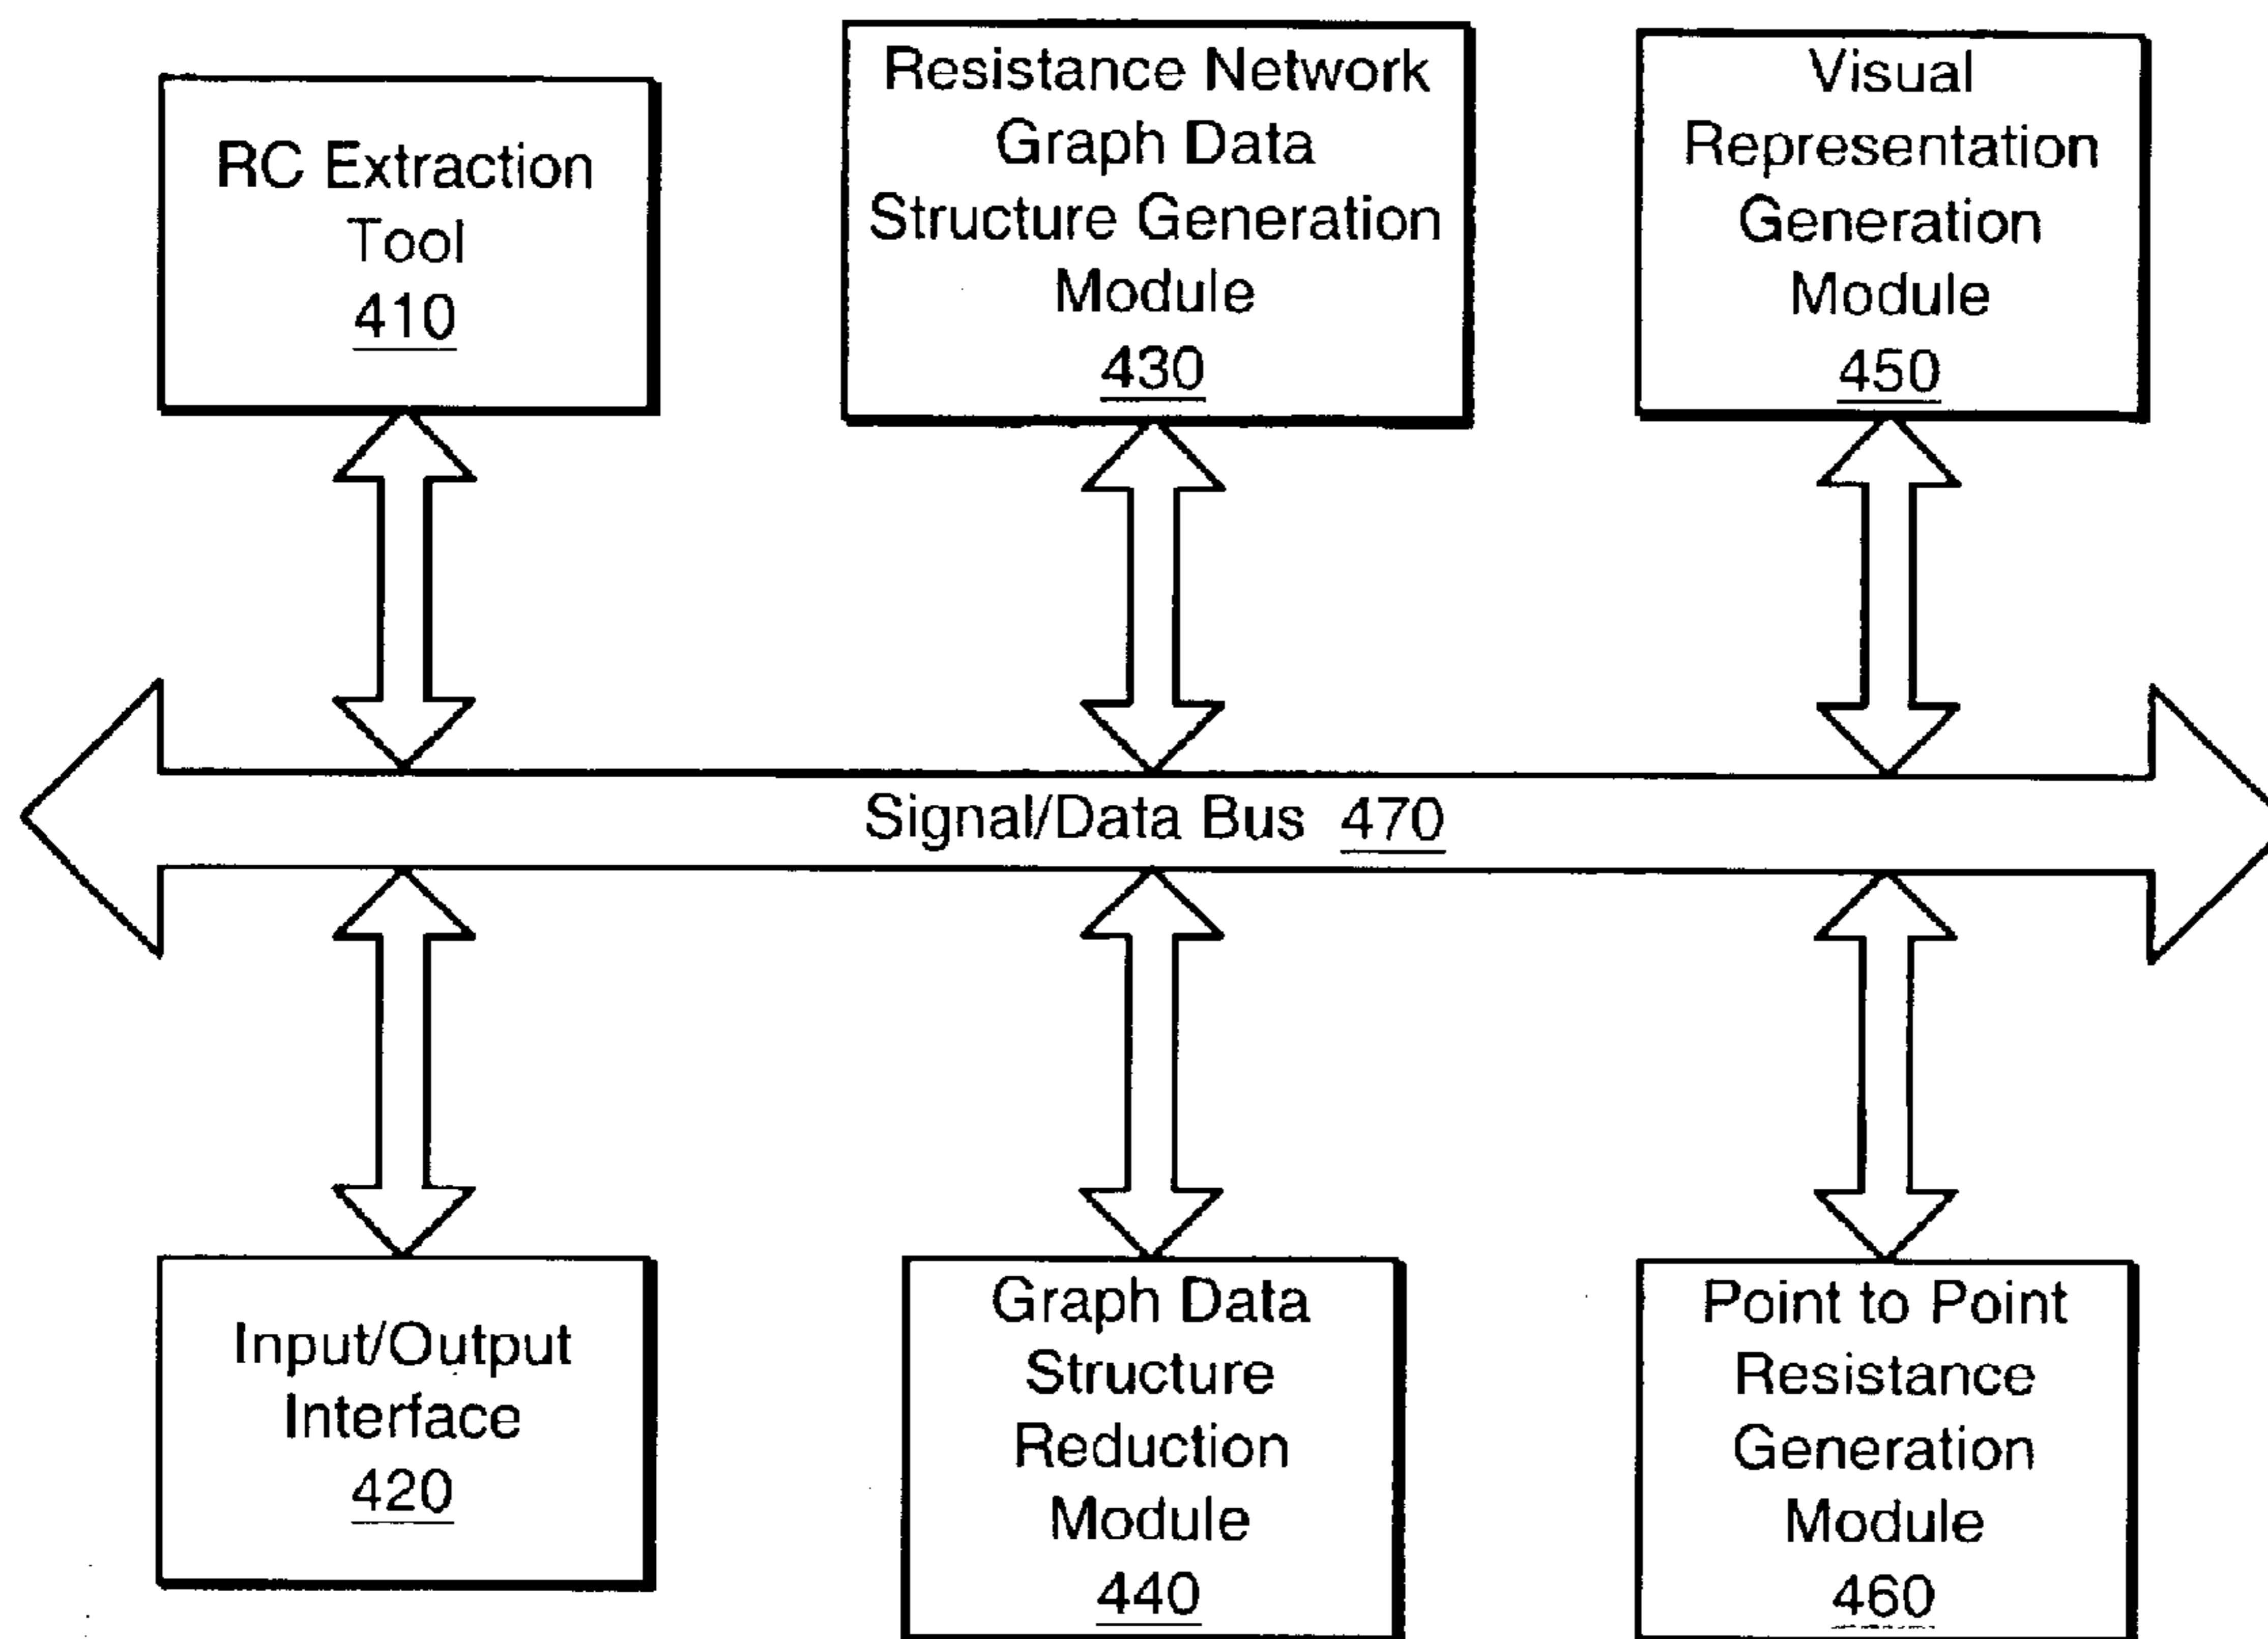 RC Extraction
Tool
410
Resistance Network
Graph Data
Structure Generation
Module
430
Visual
Representation
Generation
Module
450
Signal/Data Bus 470
Input/Output
Interface
420
Graph Data
Structure
Reduction
Module
440
Point to Point
Resistance
Generation
Module
460